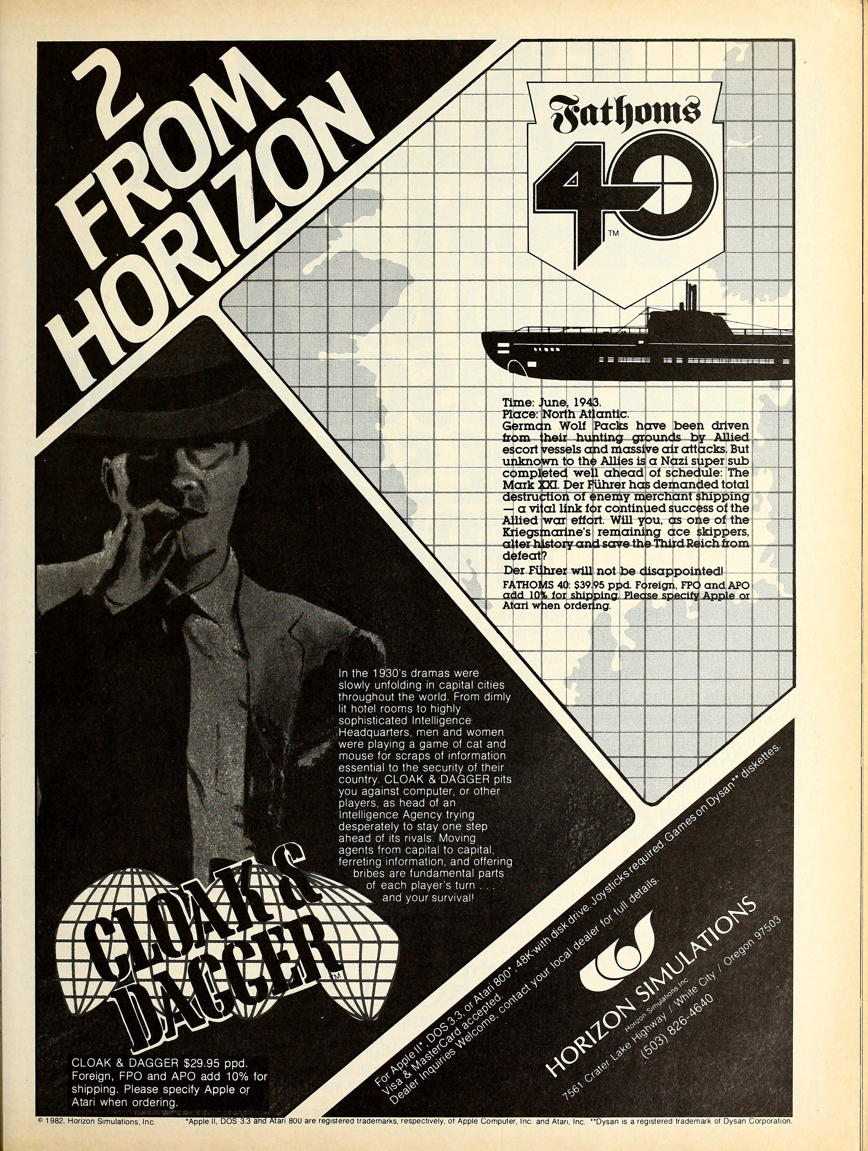 2
FROM
HORIZON
Fathoms
40
TM
Time: June, 1943.
Place: North Atlantic.
German Wolf Packs have been driven
from their hunting grounds by Allied
escort vessels and massive air attacks. But
unknown to the Allies is a Nazi super sub
completed well ahead of schedule: The
Mark XXI. Der Führer has demanded total
destruction of enemy merchant shipping
— a vital link for continued success of the
Allied war effort. Will you, as one of the
Kriegsmarine's remaining ace skippers,
alter history and save the Third Reich from
defeat?
Der Führer will not be disappointed!
FATHOMS 40: $39.95 ppd. Foreign, FPO and APO
add 10% for shipping. Please specify Apple or
Atari when ordering.
In the 1930's dramas were
slowly unfolding in capital cities
throughout the world. From dimly
lit hotel rooms to highly
sophisticated Intelligence
Headquarters, men and women
were playing a game of cat and
mouse for scraps of information
essential to the security of their
country. CLOAK & DAGGER pits
you against computer, or other
players, as head of an
Intelligence Agency trying
desperately to stay one step
ahead of its rivals. Moving
agents from capital to capital,
ferreting information, and offering
bribes are fundamental parts
of each player's turn . . .
and your survival!
CLOAK &
DAGGER
TM
CLOAK & DAGGER $29.95 ppd.
Foreign, FPO and APO add 10% for
shipping. Please specify Apple or
Atari when ordering.
For Apple II*, DOS 3.3, or Atari 800*. 48K with disk drive. Joysticks required. Games on Dysan** diskettes.
Visa & MasterCard accepted.
Dealer Inquiries Welcome, contact your local dealer for full details.
HORIZON SIMULATIONS
Horizon Simulations Inc.
7561 Crater Lake Highway / White City / Oregon 97503
(503) 826-4640
© 1982, Horizon Simulations, Inc. *Apple II, DOS 3.3 and Atari 800 are registered trademarks, respectively, of Apple Computer, Inc. and Atari, Inc. **Dysan is a registered trademark of Dysan Corporation.